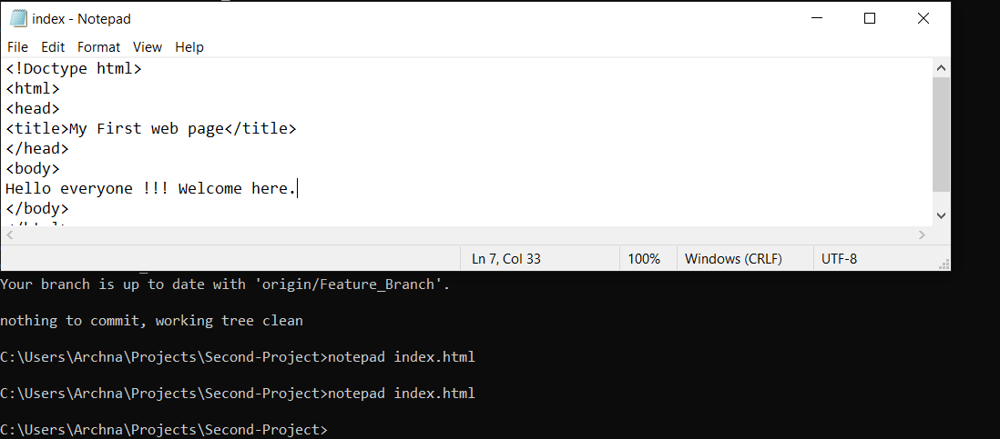 index - Notepad
File Edit Format View Help
<!Doctype html>
<html>
<head>
<title>My First web page</title>
</head>
<body>
Hello everyone !!! Welcome here.
</body>
Ln 7, Col 33 100% Windows (CRLF) UTF-8
Your branch is up to date with 'origin/Feature_Branch'.
nothing to commit, working tree clean
C:\Users\Archna\Projects\Second-Project>notepad index.html
C:\Users\Archna\Projects\Second-Project>notepad index.html
C:\Users\Archna\Projects\Second-Project>